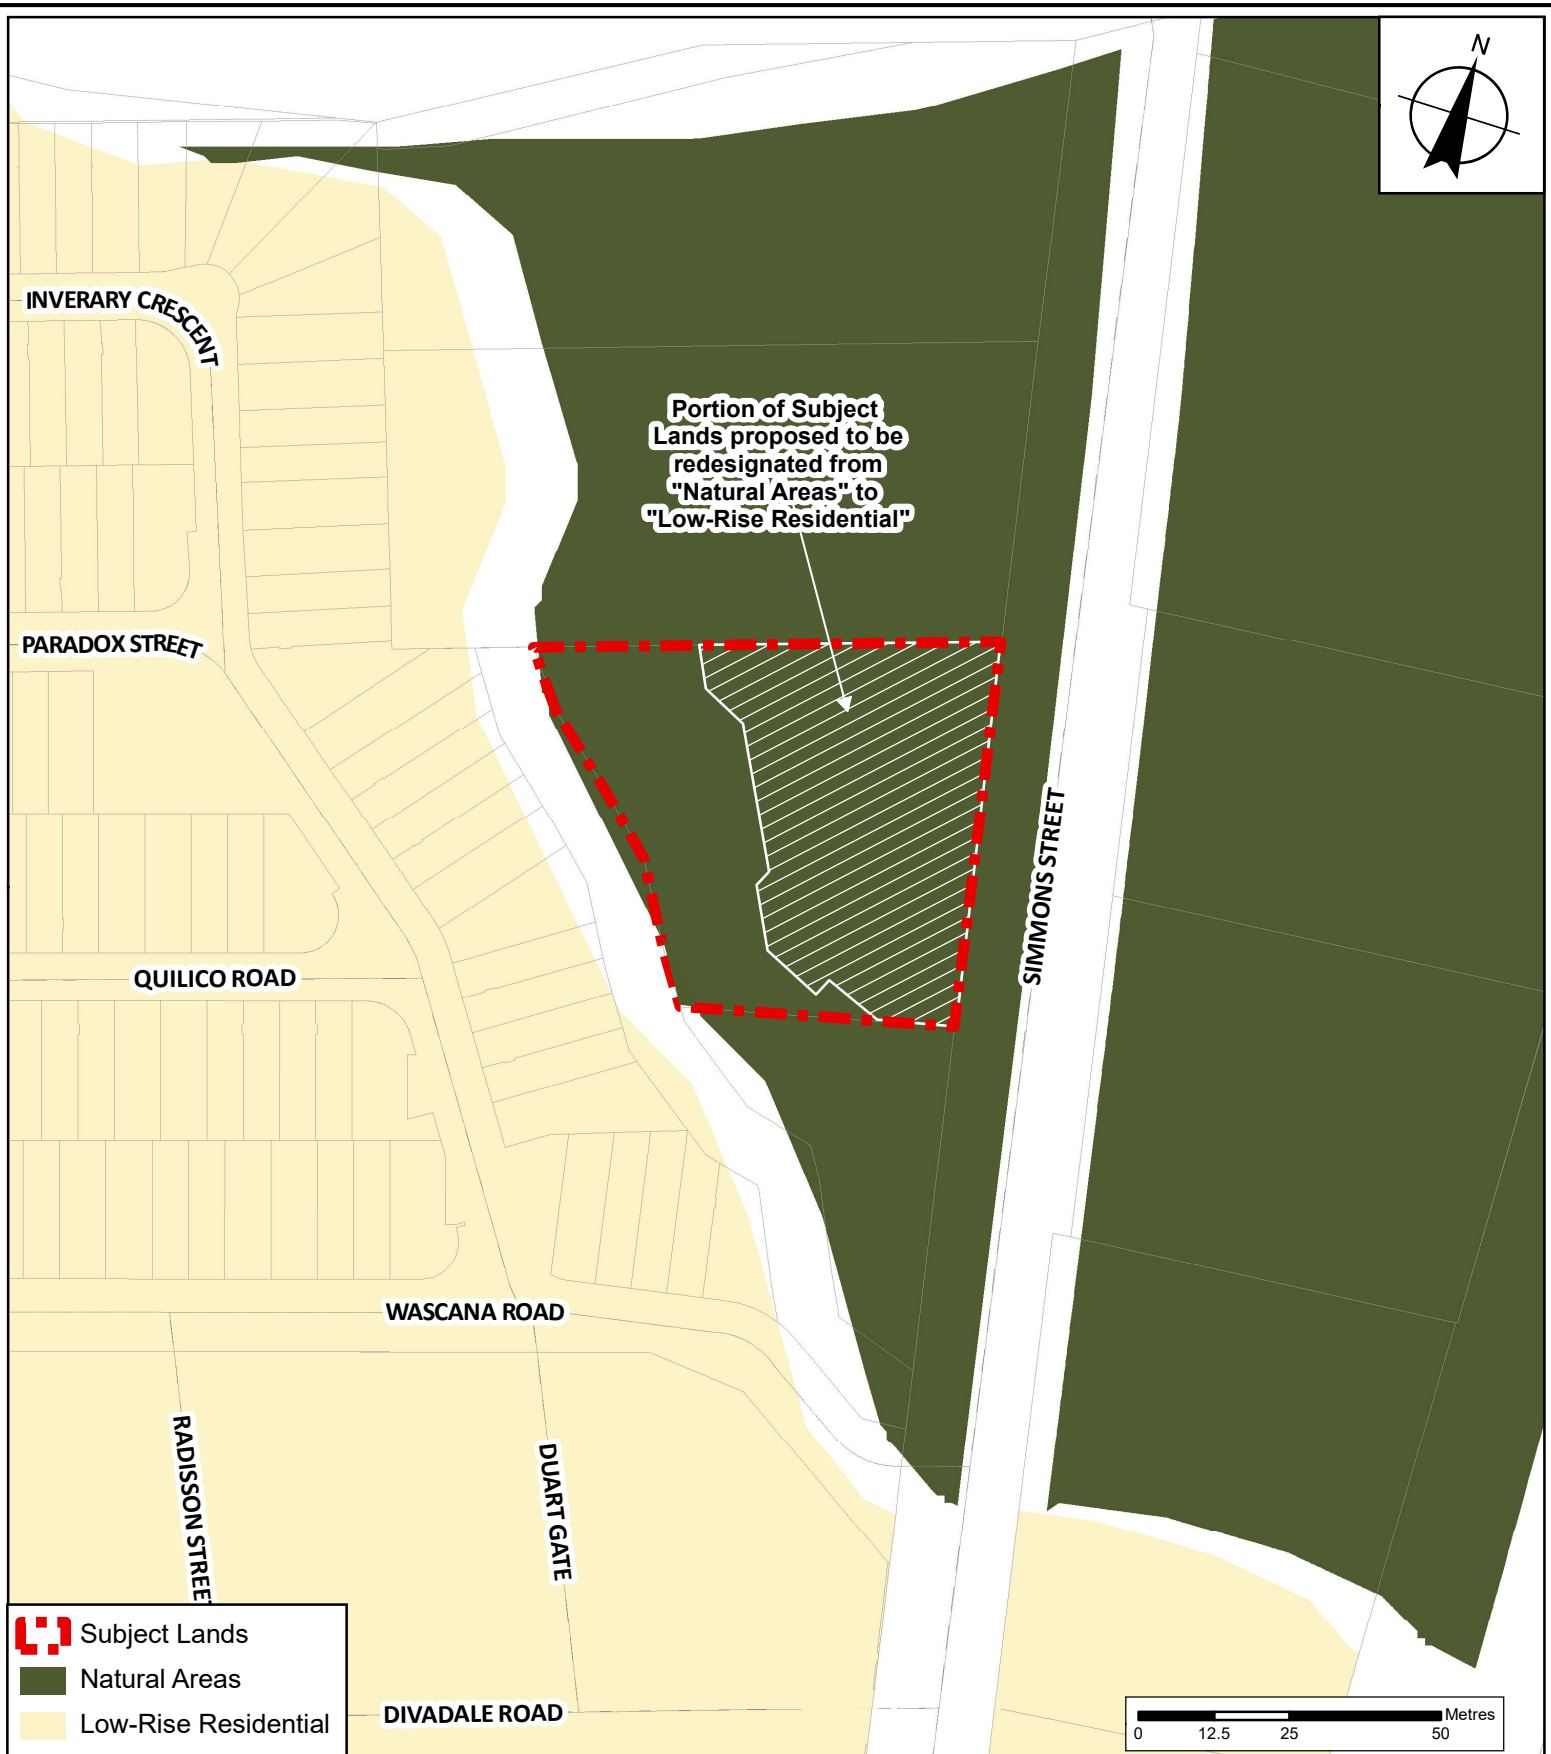 N
INVERARY CRESCENT
Portion of Subject
Lands proposed to be
redesignated from
"Natural Areas" to
"Low-Rise Residential"
PARADOX STREET
SIMMONS STREET
QUILICO ROAD
WASCANA ROAD
RADISSON STREET
DUART GATE
DIVADALE ROAD
Subject Lands
Natural Areas
Low-Rise Residential
Metres
0 12.5 25 50